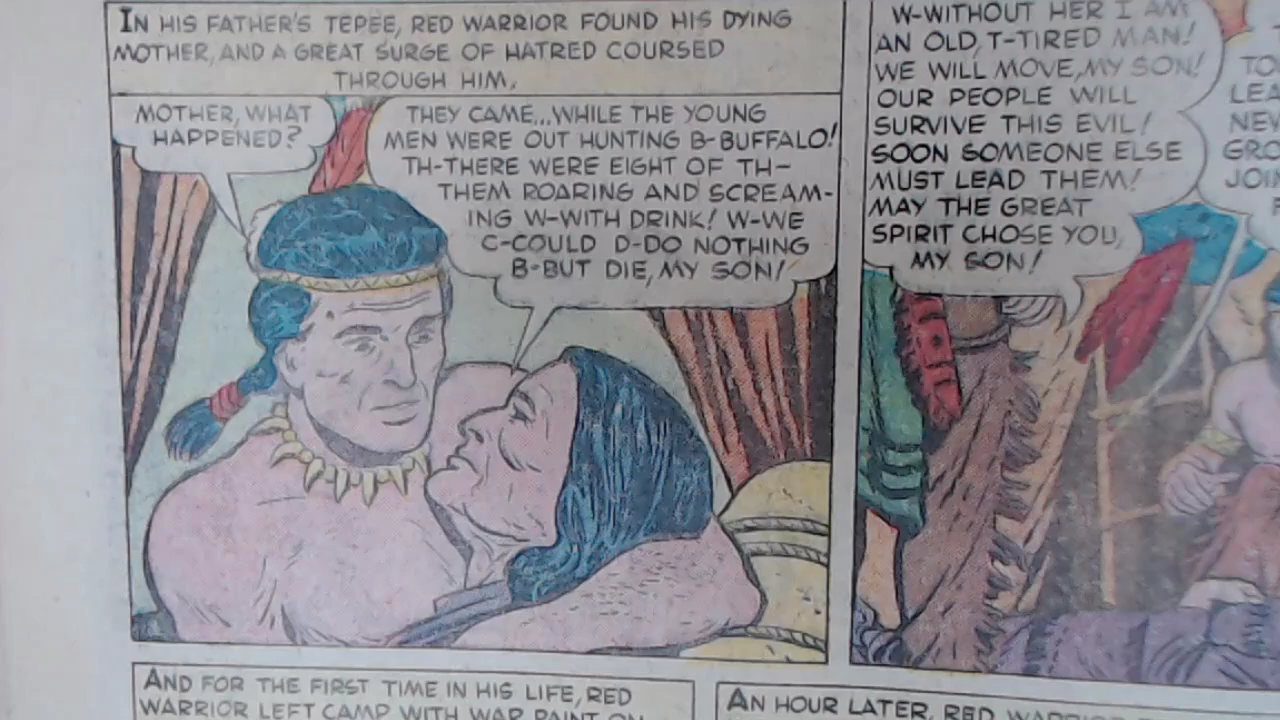 IN HIS FATHER'S TEPEE, RED WARRIOR FOUND HIS DYING
MOTHER, AND A GREAT SURGE OF HATRED COURSED
THROUGH HIM.
MOTHER, WHAT
HAPPENED?
THEY CAME...WHILE THE YOUNG
MEN WERE OUT HUNTING B-BUFFALO!
TH-THERE WERE EIGHT OF TH-
THEM ROARING AND SCREAM-
ING W-WITH DRINK! W-WE
C-COULD D-DO NOTHING
B-BUT DIE, MY SON!
W-WITHOUT HER I AM
AN OLD, T-TIRED MAN!
WE WILL MOVE, MY SON!
OUR PEOPLE WILL
SURVIVE THIS EVIL!
SOON SOMEONE ELSE
MUST LEAD THEM!
MAY THE GREAT
SPIRIT CHOSE YOU,
MY SON!
AND FOR THE FIRST TIME IN HIS LIFE, RED
WARRIOR LEFT CAMP WITH WAR PAINT ON
AN HOUR LATER, RED WARRIOR